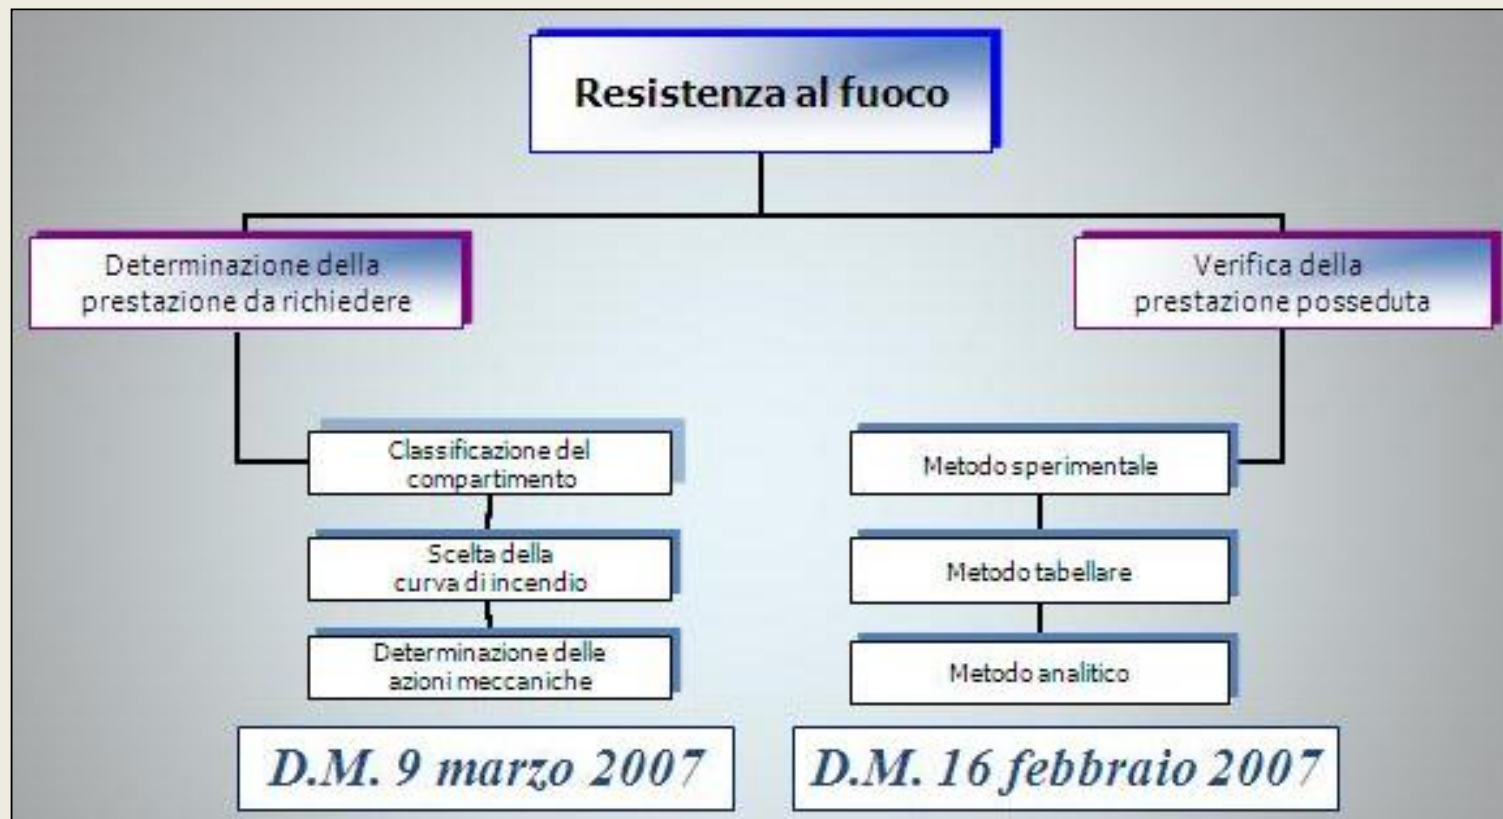 Resistenza al fuoco
Determinazione della
prestazione da richiedere
Classificazione del
compartimento
Scelta della
curva di incendio
Determinazione delle
azioni meccaniche
D.M. 9 marzo 2007
Verifica della
prestazione posseduta
Metodo sperimentale
Metodo tabellare
Metodo analitico
D.M. 16 febbraio 2007